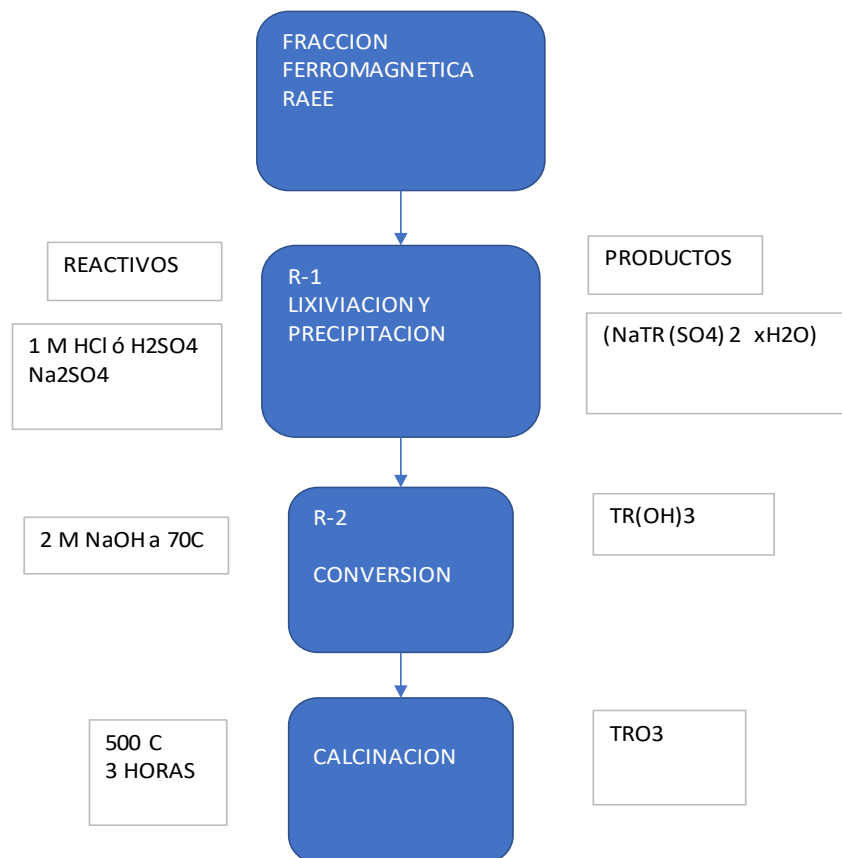 FRACCION
FERROMAGNETICA
RAEE
REACTIVOS
R-1
LIXIVIACION Y
PRECIPITACION
PRODUCTOS
1 M HCl ó H2SO4
Na2SO4
(NaTR (SO4) 2 xH2O)
2 M NaOH a 70C
R-2
CONVERSION
TR(OH)3
500 C
3 HORAS
CALCINACION
TRO3